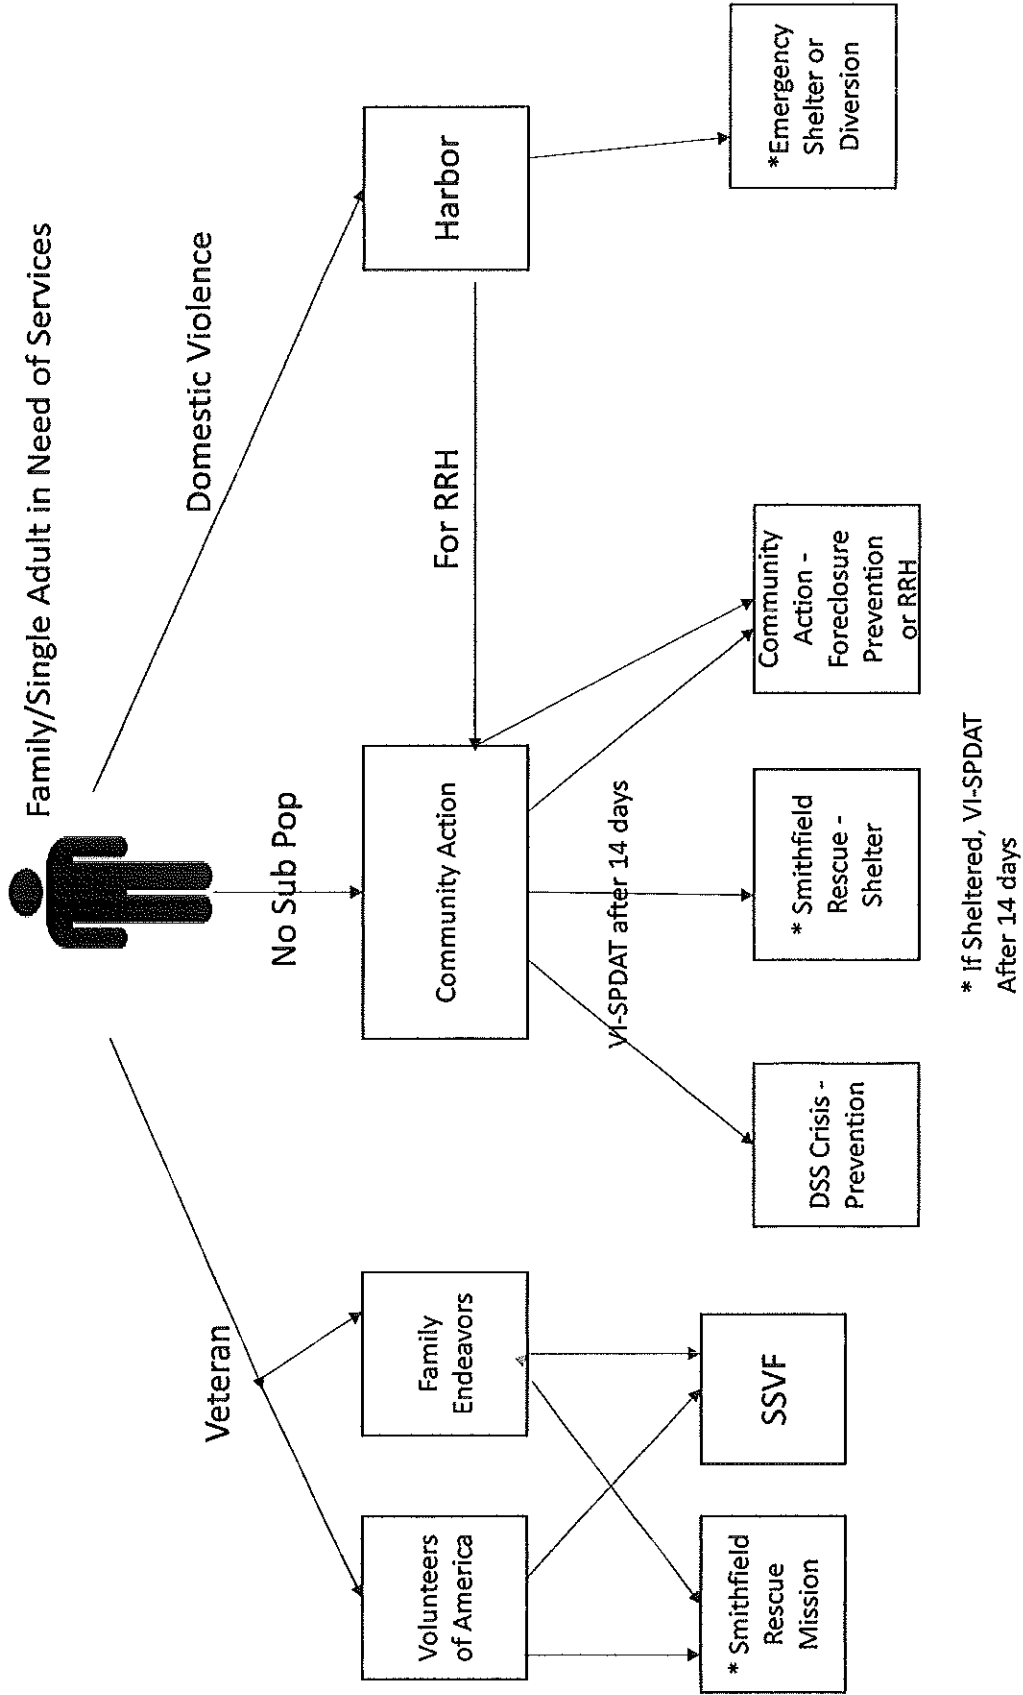 Family/Single Adult in Need of Services
Veteran
No Sub Pop
Domestic Violence
Volunteers
of America
Family
Endeavors
Community Action
For RRH
Harbor
VI-SPDAT after 14 days
* Smithfield
Rescue
Mission
SSVF
DSS Crisis -
Prevention
* Smithfield
Rescue -
Shelter
Community
Action -
Foreclosure
Prevention
or RRH
*Emergency
Shelter or
Diversion
* If Sheltered, VI-SPDAT
After 14 days